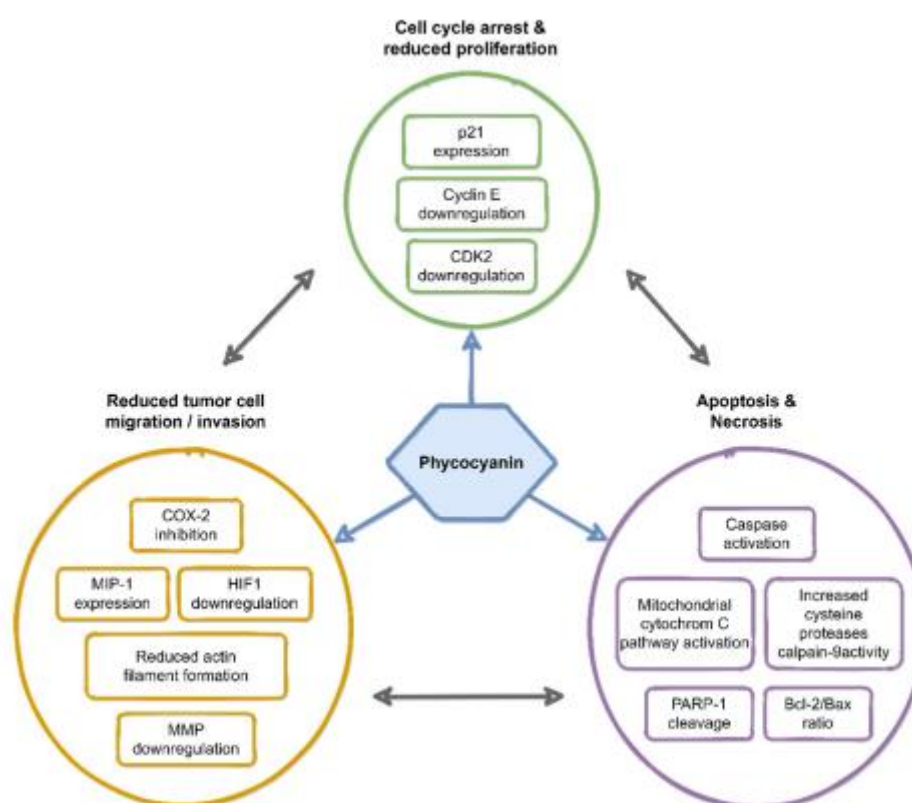 Cell cycle arrest &
reduced proliferation
p21
expression
Cyclin E
downregulation
CDK2
downregulation
Reduced tumor cell
migration / invasion
Apoptosis &
Necrosis
Phycocyanin
COX-2
inhibition
MIP-1
expression
HIF1
downregulation
Reduced actin
filament formation
MMP
downregulation
Caspase
activation
Mitochondrial
cytochrom C
pathway activation
Increased
cysteine
proteases
calpain-9activity
PARP-1
cleavage
Bcl-2/Bax
ratio